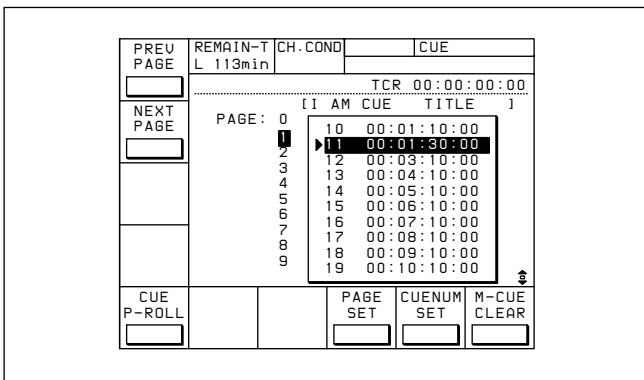 PREV PAGE
REMAIN-T
L 113min
CH.COND
CUE
TCR 00:00:00:00
[I AM CUE TITLE ]
NEXT PAGE
PAGE: 0
1
2
3
4
5
6
7
8
9
10 00:01:10:00
11 00:01:30:00
12 00:03:10:00
13 00:04:10:00
14 00:05:10:00
15 00:06:10:00
16 00:07:10:00
17 00:08:10:00
18 00:09:10:00
19 00:10:10:00
CUE P-ROLL
PAGE SET
CUENUM SET
M-CUE CLEAR